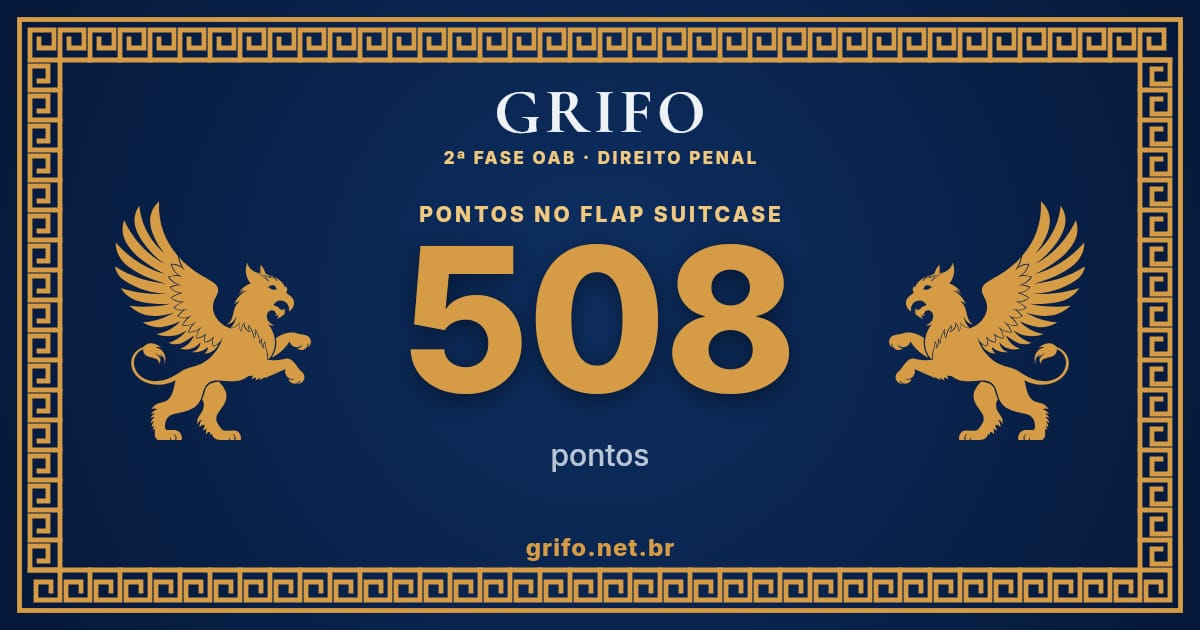 GRIFO
2ª FASE OAB · DIREITO PENAL
PONTOS NO FLAP SUITCASE
508
pontos
grifo.net.br